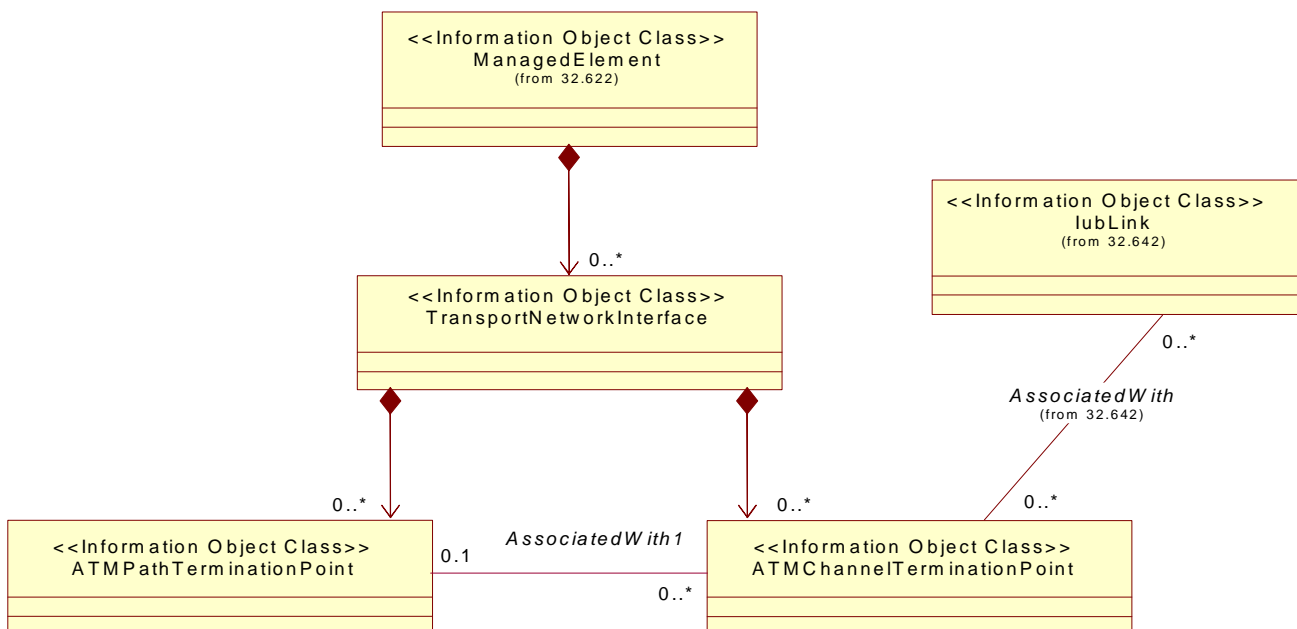 <<Information Object Class>>
ManagedElement
(from 32.622)
<<Information Object Class>>
IubLink
(from 32.642)
0..*
<<Information Object Class>>
TransportNetworkInterface
0..*
AssociatedWith
(from 32.642)
0..*
0..*
0..*
<<Information Object Class>>
ATMPathTerminationPoint
0.1
AssociatedWith1
0..*
<<Information Object Class>>
ATMChannelTerminationPoint